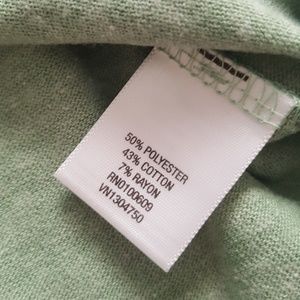 50% POLYESTER
43% COTTON
7% RAYON
RN0100609
VN1304750